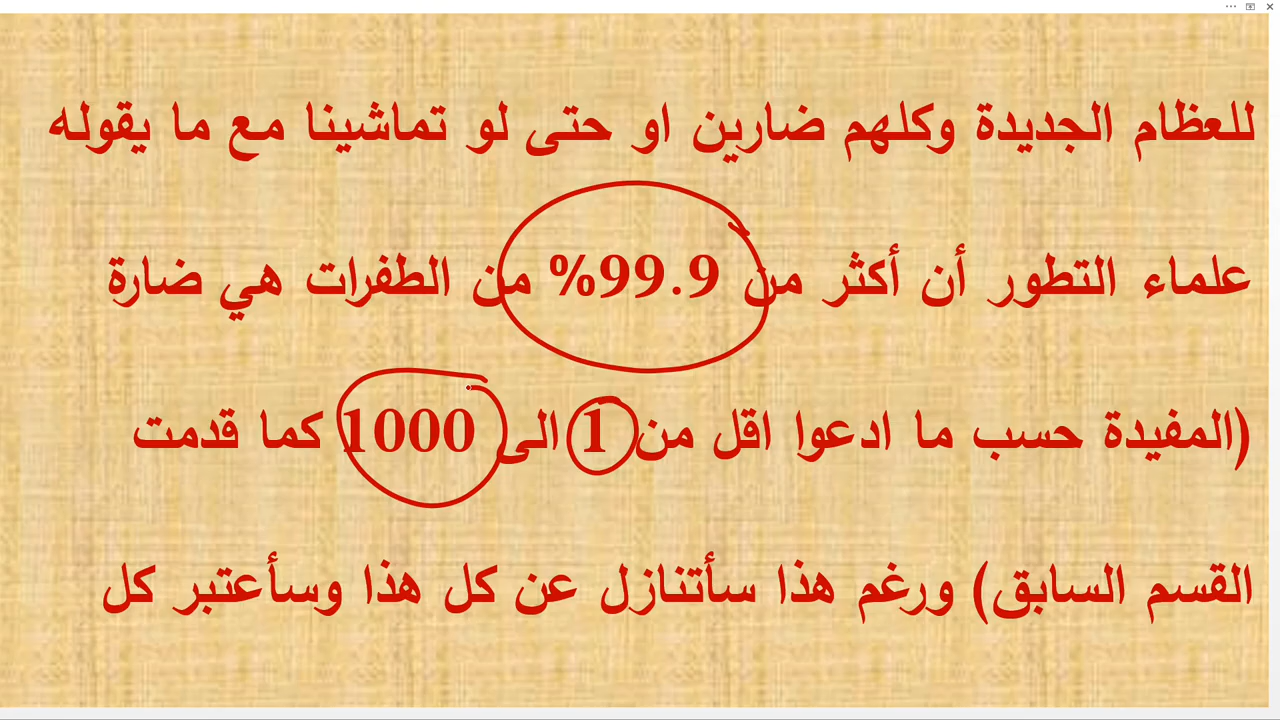 للعظام الجديدة وكلهم ضارين او حتى لو تماشينا مع ما يقوله
علماء التطور أن أكثر من 99.9% من الطفرات هي ضارة
(المفيدة حسب ما ادعوا اقل من 1 الى 1000 كما قدمت
القسم السابق) ورغم هذا سأتنازل عن كل هذا وسأعتبر كل